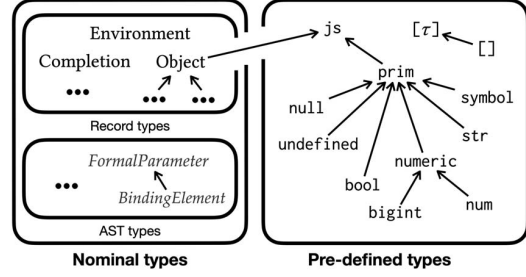 Environment
Completion Object
••• ••• •••
Record types
FormalParameter
•••
BindingElement
AST types
Nominal types
js [τ]
[]
prim
symbol
null
str
undefined
numeric
bool
num
bigint
Pre-defined types